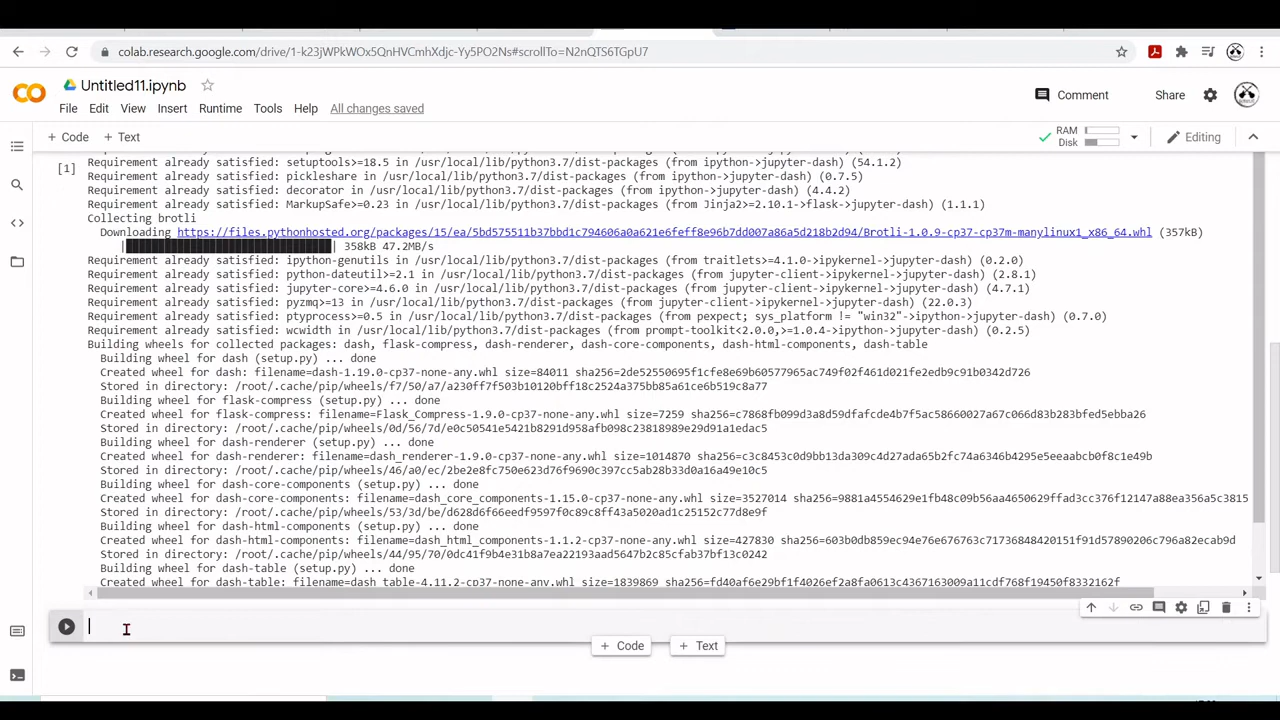 colab.research.google.com/drive/1-k23jWPkWOx5QnHVCmhXdjc-Yy5PO2Ns#scrollTo=N2nQTS6TGpU7
Untitled11.ipynb
File Edit View Insert Runtime Tools Help All changes saved
Comment Share
+ Code + Text
RAM
Disk
Editing
Requirement already satisfied: setuptools>=18.5 in /usr/local/lib/python3.7/dist-packages (from ipython->jupyter-dash) (54.1.2)
[1]
Requirement already satisfied: pickleshare in /usr/local/lib/python3.7/dist-packages (from ipython->jupyter-dash) (0.7.5)
Requirement already satisfied: decorator in /usr/local/lib/python3.7/dist-packages (from ipython->jupyter-dash) (4.4.2)
Requirement already satisfied: MarkupSafe>=0.23 in /usr/local/lib/python3.7/dist-packages (from Jinja2>=2.10.1->flask->jupyter-dash) (1.1.1)
Collecting brotli
Downloading https://files.pythonhosted.org/packages/15/ea/5bd575511b37bbd1c794606a0a621e6feff8e96b7dd007a86a5d218b2d94/Brotli-1.0.9-cp37-cp37m-manylinux1_x86_64.whl (357kB)
|████████████████████████████████| 358kB 47.2MB/s
Requirement already satisfied: ipython-genutils in /usr/local/lib/python3.7/dist-packages (from traitlets>=4.1.0->ipykernel->jupyter-dash) (0.2.0)
Requirement already satisfied: python-dateutil>=2.1 in /usr/local/lib/python3.7/dist-packages (from jupyter-client->ipykernel->jupyter-dash) (2.8.1)
Requirement already satisfied: jupyter-core>=4.6.0 in /usr/local/lib/python3.7/dist-packages (from jupyter-client->ipykernel->jupyter-dash) (4.7.1)
Requirement already satisfied: pyzmq>=13 in /usr/local/lib/python3.7/dist-packages (from jupyter-client->ipykernel->jupyter-dash) (22.0.3)
Requirement already satisfied: ptyprocess>=0.5 in /usr/local/lib/python3.7/dist-packages (from pexpect; sys_platform != "win32"->ipython->jupyter-dash) (0.7.0)
Requirement already satisfied: wcwidth in /usr/local/lib/python3.7/dist-packages (from prompt-toolkit<2.0.0,>=1.0.4->ipython->jupyter-dash) (0.2.5)
Building wheels for collected packages: dash, flask-compress, dash-renderer, dash-core-components, dash-html-components, dash-table
Building wheel for dash (setup.py) ... done
Created wheel for dash: filename=dash-1.19.0-cp37-none-any.whl size=84011 sha256=2de52550695f1cfe8e69b60577965ac749f02f461d021fe2edb9c91b0342d726
Stored in directory: /root/.cache/pip/wheels/f7/50/a7/a230ff7f503b10120bff18c2524a375bb85a61ce6b519c8a77
Building wheel for flask-compress (setup.py) ... done
Created wheel for flask-compress: filename=Flask_Compress-1.9.0-cp37-none-any.whl size=7259 sha256=c7868fb099d3a8d59dfafcde4b7f5ac58660027a67c066d83b283bfed5ebba26
Stored in directory: /root/.cache/pip/wheels/0d/56/7d/e0c50541e5421b8291d958afb098c23818989e29d91a1edac5
Building wheel for dash-renderer (setup.py) ... done
Created wheel for dash-renderer: filename=dash_renderer-1.9.0-cp37-none-any.whl size=1014870 sha256=c3c8453c0d9bb13da309c4d27ada65b2fc74a6346b4295e5eeaabcb0f8c1e49b
Stored in directory: /root/.cache/pip/wheels/46/a0/ec/2be2e8fc750e623d76f9690c397cc5ab28b33d0a16a49e10c5
Building wheel for dash-core-components (setup.py) ... done
Created wheel for dash-core-components: filename=dash_core_components-1.15.0-cp37-none-any.whl size=3527014 sha256=9881a4554629e1fb48c09b56aa4650629ffad3cc376f12147a88ea356a5c3815
Stored in directory: /root/.cache/pip/wheels/53/3d/be/d628d6f66eedf9597f0c89c8ff43a5020ad1c25152c77d8e9f
Building wheel for dash-html-components (setup.py) ... done
Created wheel for dash-html-components: filename=dash_html_components-1.1.2-cp37-none-any.whl size=427830 sha256=603b0db859ec94e76e676763c71736848420151f91d57890206c796a82ecab9d
Stored in directory: /root/.cache/pip/wheels/44/95/70/0dc41f9b4e31b8a7ea22193aad5647b2c85cfab37bf13c0242
Building wheel for dash-table (setup.py) ... done
Created wheel for dash-table: filename=dash_table-4.11.2-cp37-none-any.whl size=1839869 sha256=fd40af6e29bf1f4026ef2a8fa0613c4367163009a11cdf768f19450f8332162f
+ Code + Text